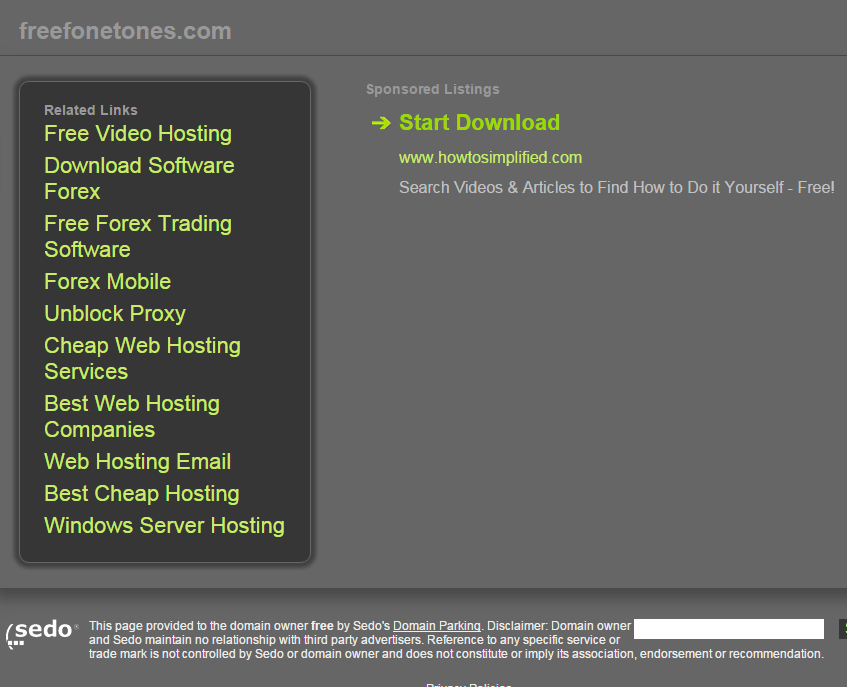 freefonetones.com
Related Links
Free Video Hosting
Download Software
Forex
Free Forex Trading
Software
Forex Mobile
Unblock Proxy
Cheap Web Hosting
Services
Best Web Hosting
Companies
Web Hosting Email
Best Cheap Hosting
Windows Server Hosting
Sponsored Listings
Start Download
www.howtosimplified.com
Search Videos & Articles to Find How to Do it Yourself - Free!
sedo
This page provided to the domain owner free by Sedo's Domain Parking. Disclaimer: Domain owner
and Sedo maintain no relationship with third party advertisers. Reference to any specific service or
trade mark is not controlled by Sedo or domain owner and does not constitute or imply its association, endorsement or recommendation.
Privacy Policies